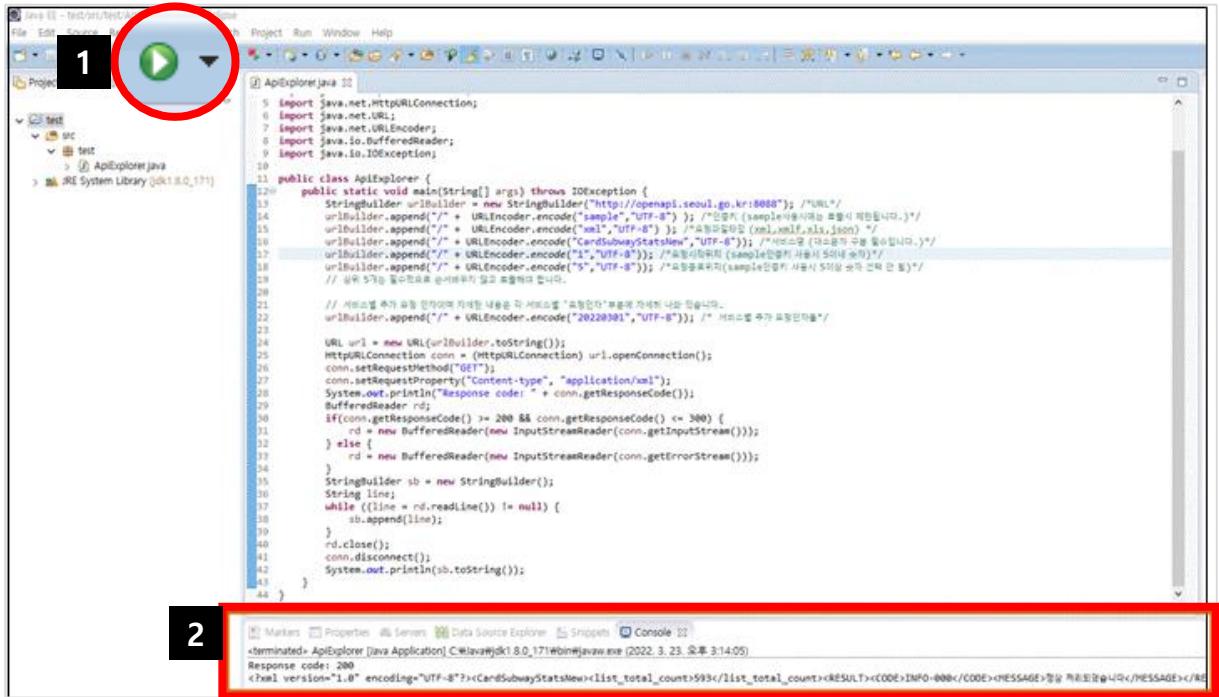 Java EE - test/src/test/
File Edit Source Project Run Window Help
1
Projec
ApiExplorer.java
test
src
test
ApiExplorer.java
JRE System Library (jdk1.8.0_171)
5 import java.net.HttpURLConnection;
6 import java.net.URL;
7 import java.net.URLEncoder;
8 import java.io.BufferedReader;
9 import java.io.IOException;
10
11 public class ApiExplorer {
12 public static void main(String[] args) throws IOException {
13 StringBuilder urlBuilder = new StringBuilder("http://openapi.seoul.go.kr:8088"); /*URL*/
14 urlBuilder.append("/" + URLEncoder.encode("sample","UTF-8") ); /*인증키 (sample사용시에는 호출시 제한됩니다.)*/
15 urlBuilder.append("/" + URLEncoder.encode("xml","UTF-8") ); /*요청파일타입 (xml,xmlf,xls,json) */
16 urlBuilder.append("/" + URLEncoder.encode("CardSubwayStatsNew","UTF-8")); /*서비스명 (대소문자 구분 필수입니다.)*/
17 urlBuilder.append("/" + URLEncoder.encode("1","UTF-8")); /*요청시작위치 (sample인증키 사용시 5이내 숫자)*/
18 urlBuilder.append("/" + URLEncoder.encode("5","UTF-8")); /*요청종료위치(sample인증키 사용시 5이상 숫자 선택 안 됨)*/
19 // 상위 5개는 필수적으로 순서바꾸지 않고 호출해야 합니다.
20
21 // 서비스별 추가 요청 인자이며 자세한 내용은 각 서비스별 '요청인자'부분에 자세히 나와 있습니다.
22 urlBuilder.append("/" + URLEncoder.encode("20220301","UTF-8")); /* 서비스별 추가 요청인자들*/
23
24 URL url = new URL(urlBuilder.toString());
25 HttpURLConnection conn = (HttpURLConnection) url.openConnection();
26 conn.setRequestMethod("GET");
27 conn.setRequestProperty("Content-type", "application/xml");
28 System.out.println("Response code: " + conn.getResponseCode());
29 BufferedReader rd;
30 if(conn.getResponseCode() >= 200 && conn.getResponseCode() <= 300) {
31 rd = new BufferedReader(new InputStreamReader(conn.getInputStream()));
32 } else {
33 rd = new BufferedReader(new InputStreamReader(conn.getErrorStream()));
34 }
35 StringBuilder sb = new StringBuilder();
36 String line;
37 while ((line = rd.readLine()) != null) {
38 sb.append(line);
39 }
40 rd.close();
41 conn.disconnect();
42 System.out.println(sb.toString());
43 }
44 }
2
Markers Properties Servers Data Source Explorer Snippets Console
<terminated> ApiExplorer [Java Application] C:₩Java₩jdk1.8.0_171₩bin₩javaw.exe (2022. 3. 23. 오후 3:14:05)
Response code: 200
<?xml version="1.0" encoding="UTF-8"?><CardSubwayStatsNew><list_total_count>593</list_total_count><RESULT><CODE>INFO-000</CODE><MESSAGE>정상 처리되었습니다</MESSAGE></RE